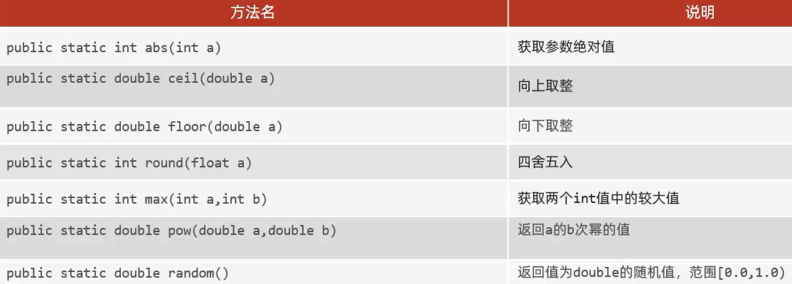 方法名 说明
public static int abs(int a) 获取参数绝对值
public static double ceil(double a) 向上取整
public static double floor(double a) 向下取整
public static int round(float a) 四舍五入
public static int max(int a,int b) 获取两个int值中的较大值
public static double pow(double a,double b) 返回a的b次幂的值
public static double random() 返回值为double的随机值，范围[0.0,1.0)